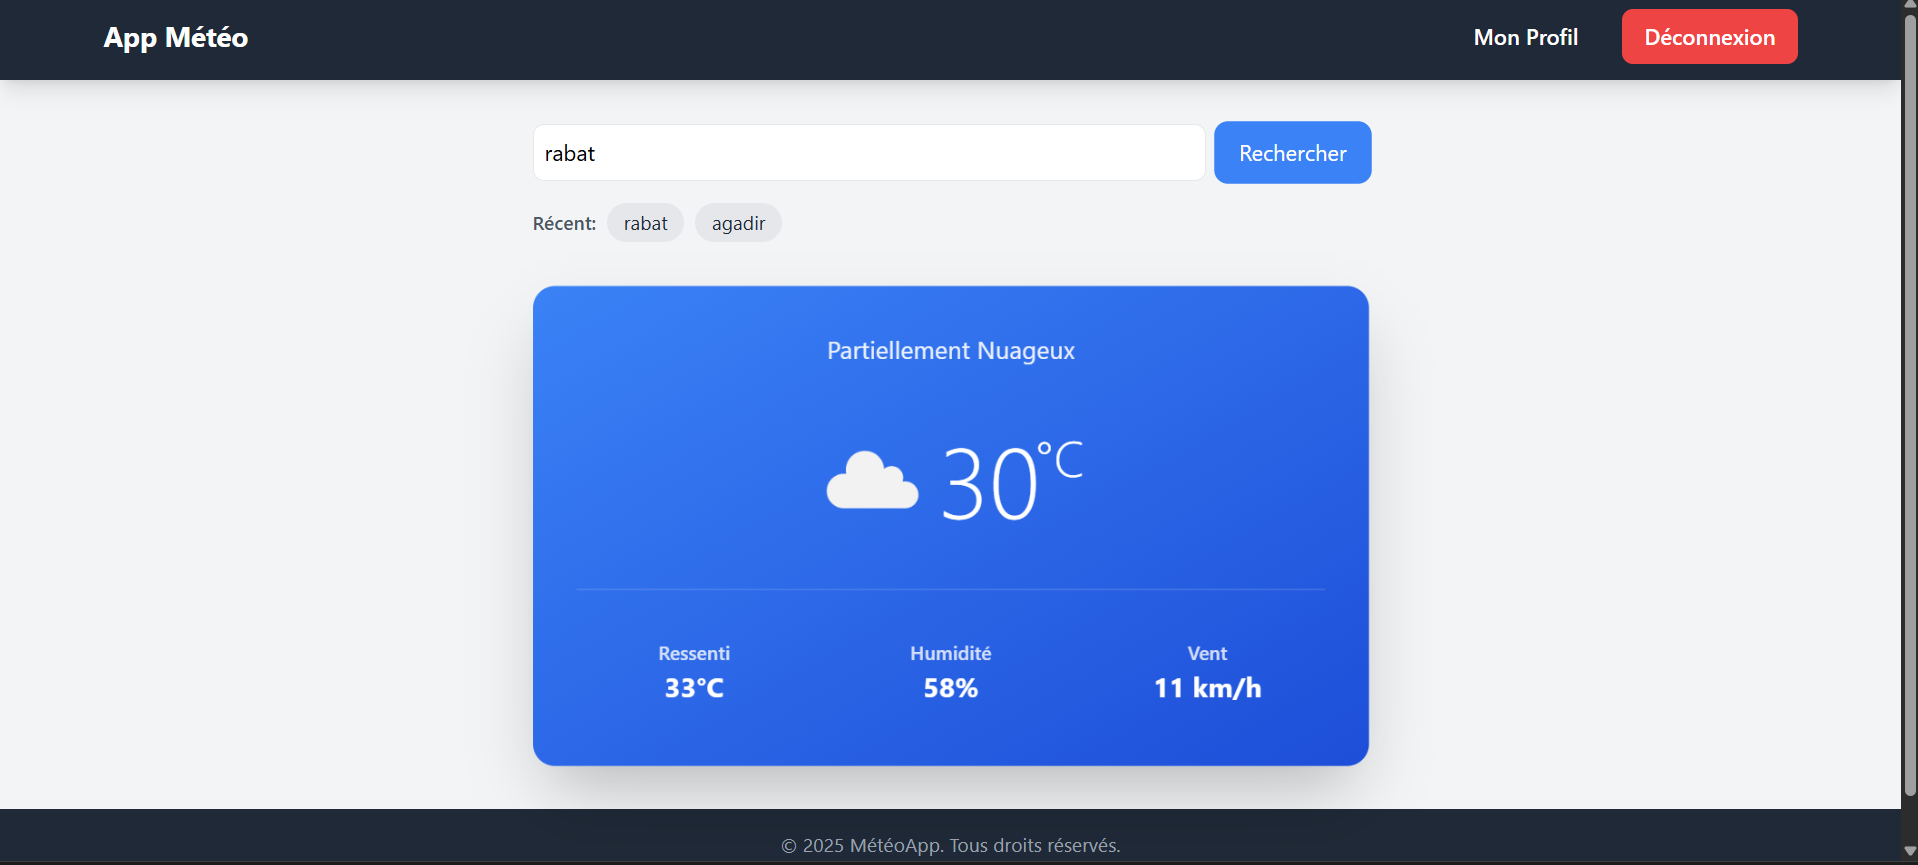 App Météo
Mon Profil
Déconnexion
rabat
Rechercher
Récent:
rabat
agadir
Partiellement Nuageux
30°C
Ressenti
33°C
Humidité
58%
Vent
11 km/h
© 2025 MétéoApp. Tous droits réservés.